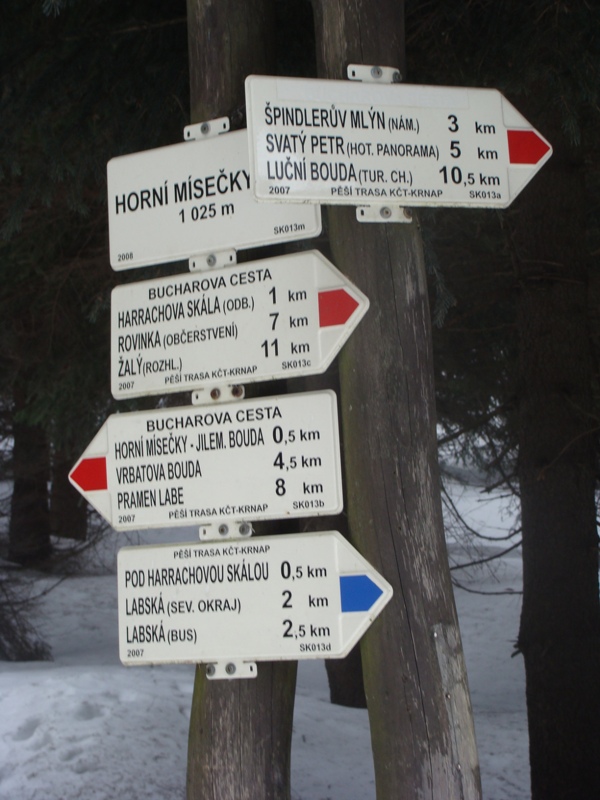 ŠPINDLERŮV MLÝN (NÁM.) 3 km
SVATÝ PETR (HOT. PANORAMA) 5 km
LUČNÍ BOUDA (TUR. CH.) 10,5 km
2007 PĚŠÍ TRASA KČT-KRNAP SK013a
HORNÍ MÍSEČKY
1 025 m
2008 SK013m
BUCHAROVA CESTA
HARRACHOVA SKÁLA (ODB.) 1 km
ROVINKA (OBČERSTVENÍ) 7 km
ŽALÝ (ROZHL.) 11 km
2007 PĚŠÍ TRASA KČT-KRNAP SK013c
BUCHAROVA CESTA
HORNÍ MÍSEČKY - JILEM. BOUDA 0,5 km
VRBATOVA BOUDA 4,5 km
PRAMEN LABE 8 km
2007 PĚŠÍ TRASA KČT-KRNAP SK013b
PĚŠÍ TRASA KČT-KRNAP
POD HARRACHOVOU SKÁLOU 0,5 km
LABSKÁ (SEV. OKRAJ) 2 km
LABSKÁ (BUS) 2,5 km
2007 SK013d